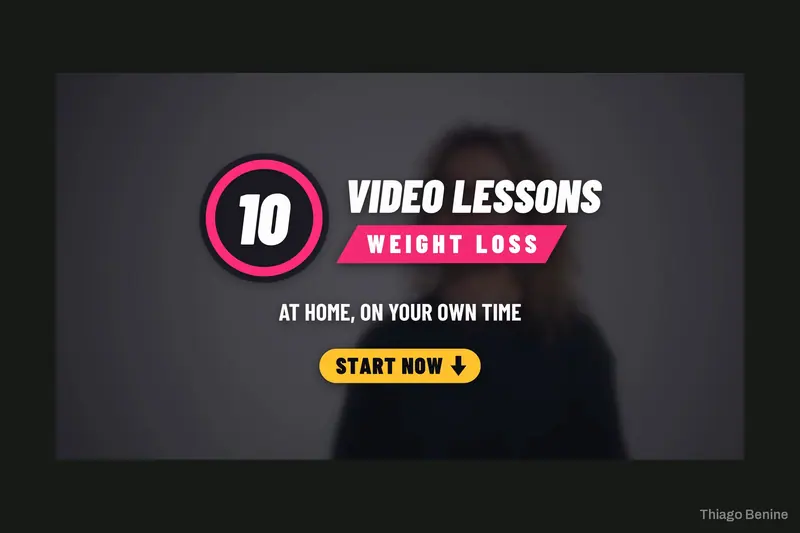 10
VIDEO LESSONS
WEIGHT LOSS
AT HOME, ON YOUR OWN TIME
START NOW
Thiago Benine